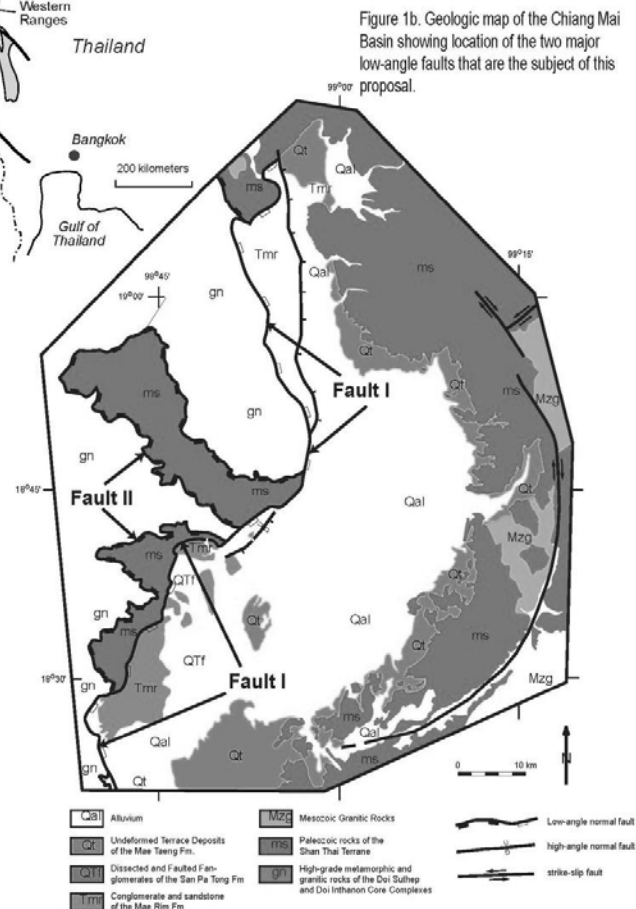 Western
Ranges
Thailand
Bangkok
200 kilometers
Gulf of
Thailand
Figure 1b. Geologic map of the Chiang Mai
Basin showing location of the two major
low-angle faults that are the subject of this
proposal.
99°00'
Qt
Qal
ms
Tmr
Tmr
Qal
ms
99°15'
98°45'
19°00'
gn
Qt
Fault I
Qt
ms
Mzg
ms
gn
gn
ms
18°45'
Qal
Qt
Fault II
Mzg
Tmr
ms
QTf
Qt
gn
Qt
Qal
ms
Qt
ms
QTf
18°30'
gn
Tmr
Fault I
Mzg
ms
Qal
Qal
Qt
ms
gn
Qt
N
0 10 km
Qal Alluvium
Qt Undeformed Terrace Deposits
of the Mae Taeng Fm.
QTf Dissected and Faulted Fan-
glomerates of the San Pa Tong Fm
Tmr Conglomerate and sandstone
of the Mae Rim Fm
Mzg Mesozoic Granitic Rocks
ms Paleozoic rocks of the
Shan Thai Terrane
gn High-grade metamorphic and
granitic rocks of the Doi Suthep
and Doi Inthanon Core Complexes
Low-angle normal fault
high-angle normal fault
strike-slip fault